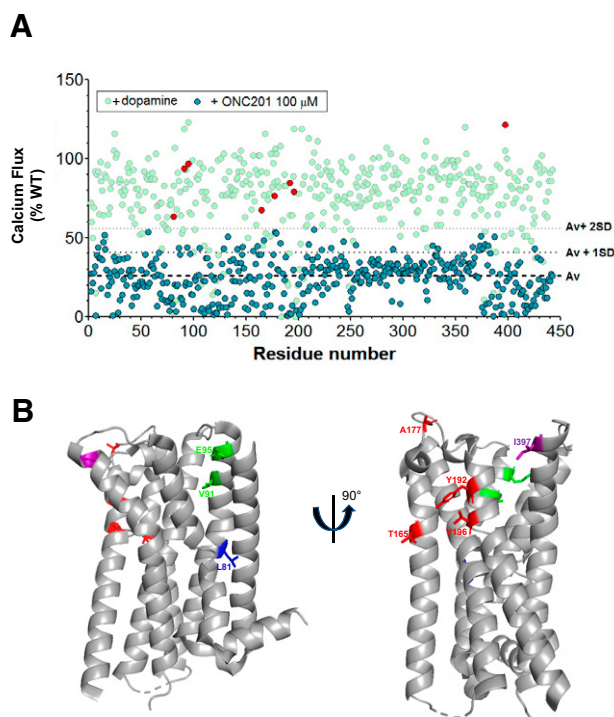 A
Calcium Flux
(% WT)
150
100
50
0
+dopamine
+ ONC201 100 μM
Av+ 2SD
Av + 1SD
Av
0 50 100 150 200 250 300 350 400 450
Residue number
B
E95
V91
L81
90°
A177
I397
Y192
T165
Y196